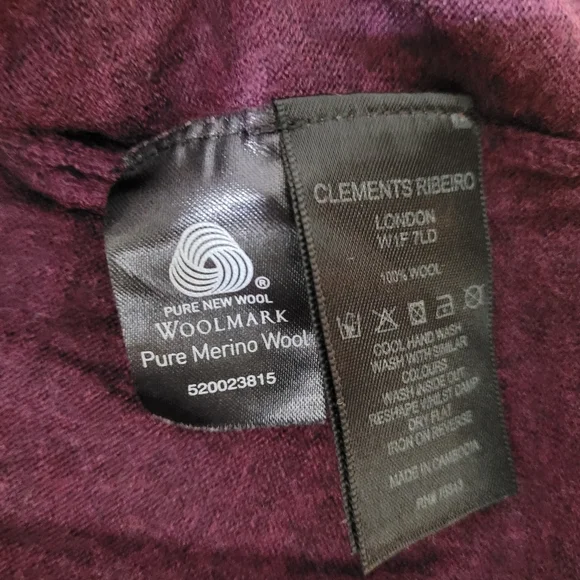 PURE NEW WOOL
WOOLMARK
Pure Merino Wool
520023815
CLEMENTS RIBEIRO
LONDON
W1F 7LD
100% WOOL
COOL HAND WASH
WASH WITH SIMILAR
COLOURS
WASH INSIDE OUT
RESHAPE WHILST DAMP
DRY FLAT
IRON ON REVERSE
MADE IN CAMBODIA